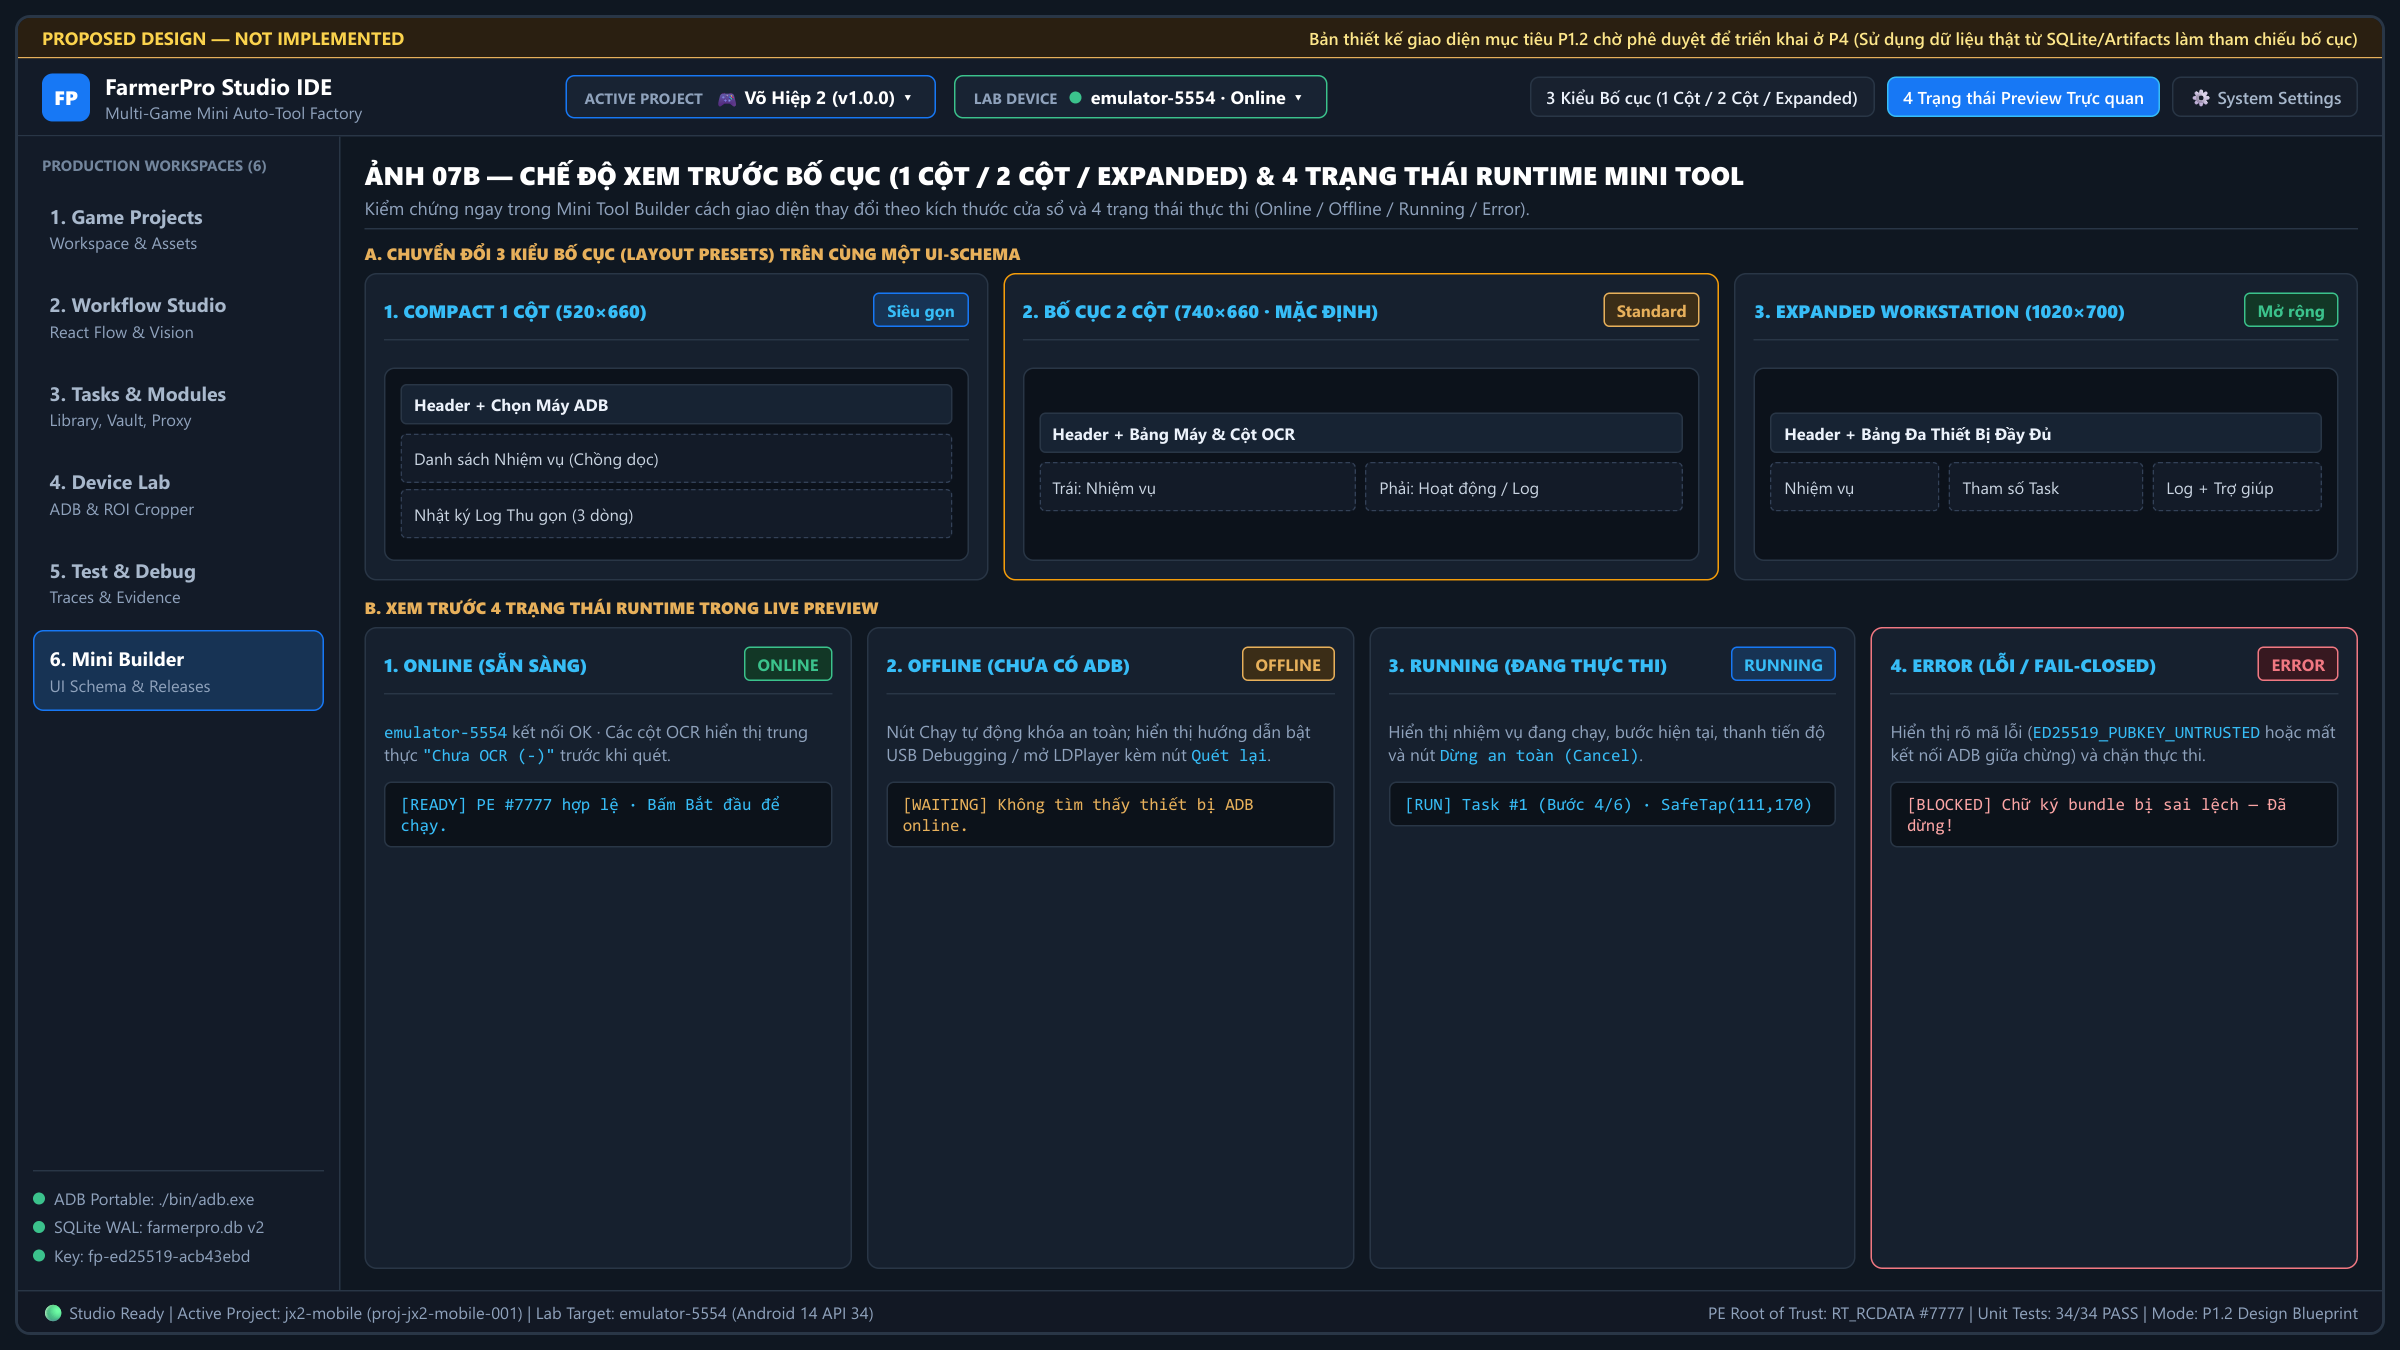 PROPOSED DESIGN — NOT IMPLEMENTED
Bản thiết kế giao diện mục tiêu P1.2 chờ phê duyệt để triển khai ở P4 (Sử dụng dữ liệu thật từ SQLite/Artifacts làm tham chiếu bố cục)
FP
FarmerPro Studio IDE
Multi-Game Mini Auto-Tool Factory
ACTIVE PROJECT 🎮 Võ Hiệp 2 (v1.0.0) ▾
LAB DEVICE ● emulator-5554 · Online ▾
3 Kiểu Bố cục (1 Cột / 2 Cột / Expanded)
4 Trạng thái Preview Trực quan
⚙️ System Settings
PRODUCTION WORKSPACES (6)
1. Game Projects
Workspace & Assets
2. Workflow Studio
React Flow & Vision
3. Tasks & Modules
Library, Vault, Proxy
4. Device Lab
ADB & ROI Cropper
5. Test & Debug
Traces & Evidence
6. Mini Builder
UI Schema & Releases
ADB Portable: ./bin/adb.exe
SQLite WAL: farmerpro.db v2
Key: fp-ed25519-acb43ebd
ẢNH 07B — CHẾ ĐỘ XEM TRƯỚC BỐ CỤC (1 CỘT / 2 CỘT / EXPANDED) & 4 TRẠNG THÁI RUNTIME MINI TOOL
Kiểm chứng ngay trong Mini Tool Builder cách giao diện thay đổi theo kích thước cửa sổ và 4 trạng thái thực thi (Online / Offline / Running / Error).
A. CHUYỂN ĐỔI 3 KIỂU BỐ CỤC (LAYOUT PRESETS) TRÊN CÙNG MỘT UI-SCHEMA
1. COMPACT 1 CỘT (520×660)
Siêu gọn
Header + Chọn Máy ADB
Danh sách Nhiệm vụ (Chồng dọc)
Nhật ký Log Thu gọn (3 dòng)
2. BỐ CỤC 2 CỘT (740×660 · MẶC ĐỊNH)
Standard
Header + Bảng Máy & Cột OCR
Trái: Nhiệm vụ
Phải: Hoạt động / Log
3. EXPANDED WORKSTATION (1020×700)
Mở rộng
Header + Bảng Đa Thiết Bị Đầy Đủ
Nhiệm vụ
Tham số Task
Log + Trợ giúp
B. XEM TRƯỚC 4 TRẠNG THÁI RUNTIME TRONG LIVE PREVIEW
1. ONLINE (SẴN SÀNG)
ONLINE
emulator-5554 kết nối OK · Các cột OCR hiển thị trung
thực "Chưa OCR (-)" trước khi quét.
[READY] PE #7777 hợp lệ · Bấm Bắt đầu để
chạy.
2. OFFLINE (CHƯA CÓ ADB)
OFFLINE
Nút Chạy tự động khóa an toàn; hiển thị hướng dẫn bật
USB Debugging / mở LDPlayer kèm nút Quét lại.
[WAITING] Không tìm thấy thiết bị ADB
online.
3. RUNNING (ĐANG THỰC THI)
RUNNING
Hiển thị nhiệm vụ đang chạy, bước hiện tại, thanh tiến độ
và nút Dừng an toàn (Cancel).
[RUN] Task #1 (Bước 4/6) · SafeTap(111,170)
4. ERROR (LỖI / FAIL-CLOSED)
ERROR
Hiển thị rõ mã lỗi (ED25519_PUBKEY_UNTRUSTED hoặc mất
kết nối ADB giữa chừng) và chặn thực thi.
[BLOCKED] Chữ ký bundle bị sai lệch — Đã
dừng!
Studio Ready | Active Project: jx2-mobile (proj-jx2-mobile-001) | Lab Target: emulator-5554 (Android 14 API 34)
PE Root of Trust: RT_RCDATA #7777 | Unit Tests: 34/34 PASS | Mode: P1.2 Design Blueprint